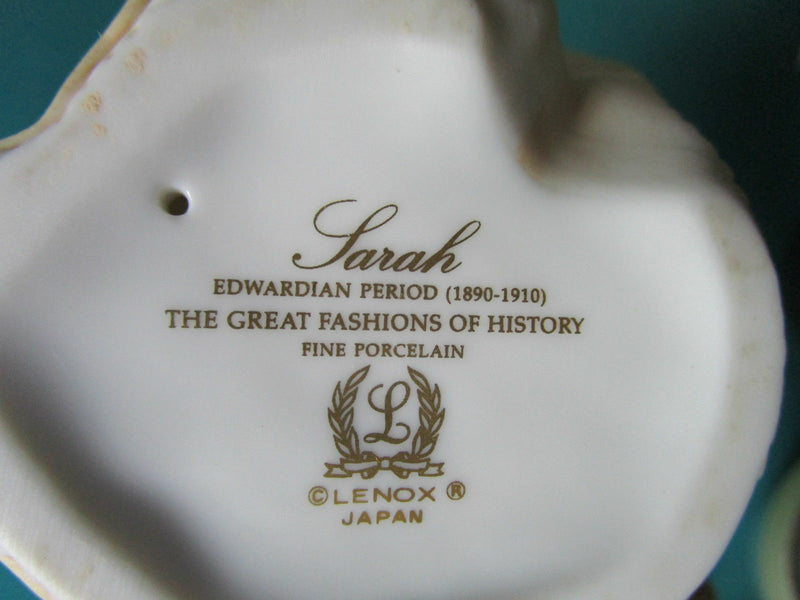 Sarah
EDWARDIAN PERIOD (1890-1910)
THE GREAT FASHIONS OF HISTORY
FINE PORCELAIN
L
©LENOX®
JAPAN